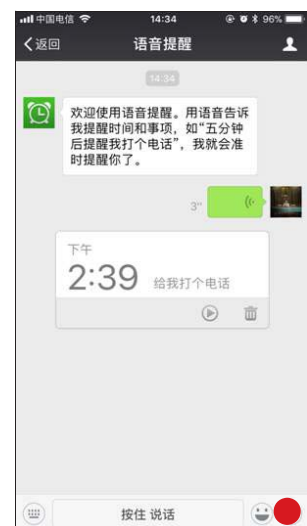 中国电信 14:34 96%
返回 语音提醒
14:34
欢迎使用语音提醒。用语音告诉
我提醒时间和事项，如“五分钟
后提醒我打个电话”，我就会准
时提醒你了。
3"
下午
2:39 给我打个电话
按住 说话